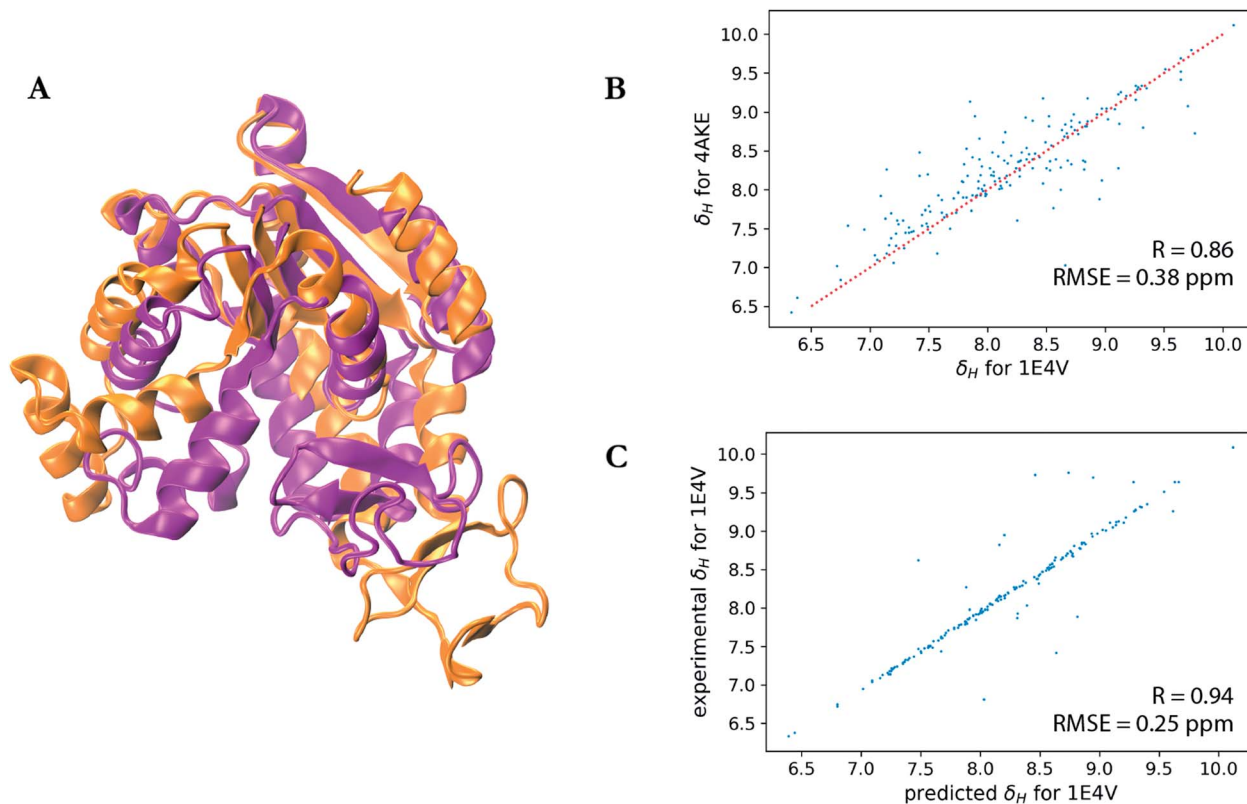 A
B
10.0
9.5
9.0
8.5
8.0
7.5
7.0
6.5
δH for 4AKE
R = 0.86
RMSE = 0.38 ppm
6.5 7.0 7.5 8.0 8.5 9.0 9.5 10.0
δH for 1E4V
C
10.0
9.5
9.0
8.5
8.0
7.5
7.0
6.5
experimental δH for 1E4V
R = 0.94
RMSE = 0.25 ppm
6.5 7.0 7.5 8.0 8.5 9.0 9.5 10.0
predicted δH for 1E4V